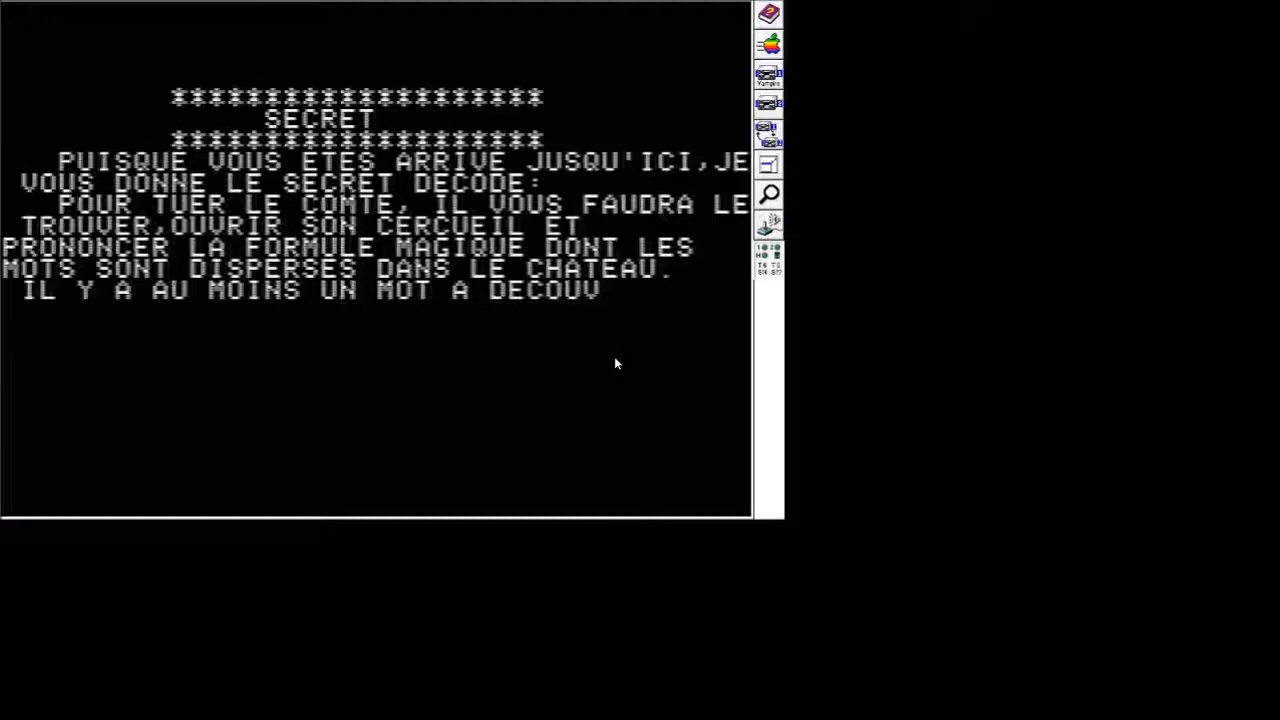 ********************
SECRET
********************
PUISQUE VOUS ETES ARRIVE JUSQU'ICI,JE
VOUS DONNE LE SECRET DECODE:
POUR TUER LE COMTE, IL VOUS FAUDRA LE
TROUVER,OUVRIR SON CERCUEIL ET
PRONONCER LA FORMULE MAGIQUE DONT LES
MOTS SONT DISPERSES DANS LE CHATEAU.
IL Y A AU MOINS UN MOT A DECOUV
Vampire